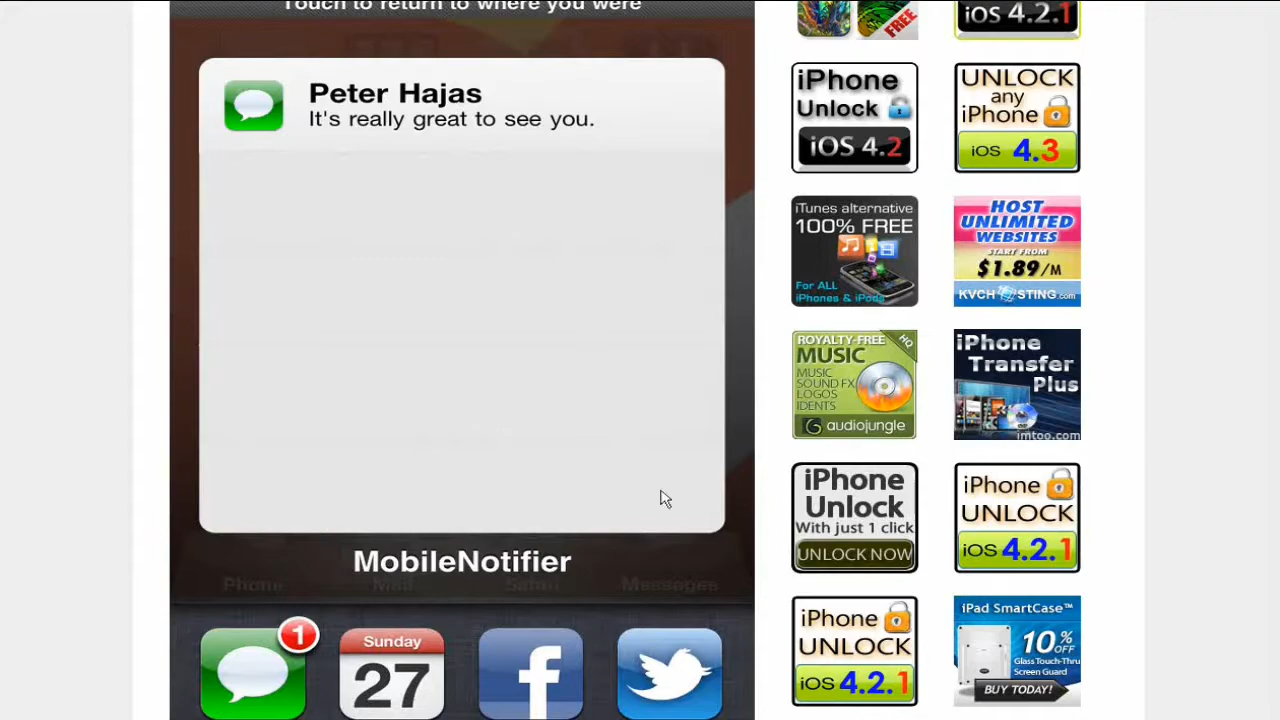 Touch to return to where you were
Peter Hajas
It's really great to see you.
MobileNotifier
Phone
Mail
Safari
Messages
1
Sunday
27
FREE
iOS 4.2.1
iPhone
Unlock
iOS 4.2
UNLOCK
any
iPhone
iOS 4.3
iTunes alternative
100% FREE
For ALL
iPhones & iPods
HOST
UNLIMITED
WEBSITES
START FROM
$1.89/M
KVCHOSTING.com
ROYALTY-FREE
HQ
MUSIC
MUSIC
SOUND FX
LOGOS
IDENTS
audiojungle
iPhone
Transfer
Plus
imtoo.com
iPhone
Unlock
With just 1 click
UNLOCK NOW
iPhone
UNLOCK
iOS 4.2.1
iPhone
UNLOCK
iOS 4.2.1
iPad SmartCase™
10%
OFF
Glass Touch-Thru
Screen Guard
BUY TODAY!